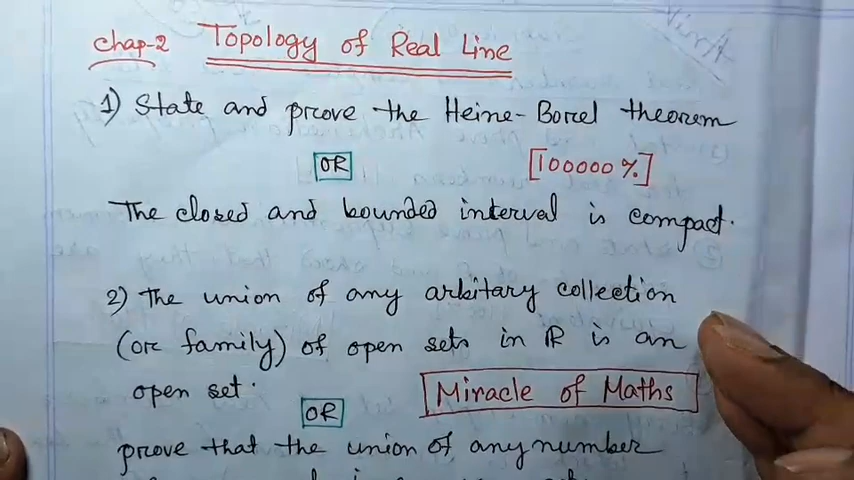 Chap-2 Topology of Real Line
1) State and prove the Heine-Borel theorem
OR [100000%]
The closed and bounded interval is compact.
2) The union of any arbitary collection
(or family) of open sets in R is an
open set.
OR Miracle of Maths
prove that the union of any number